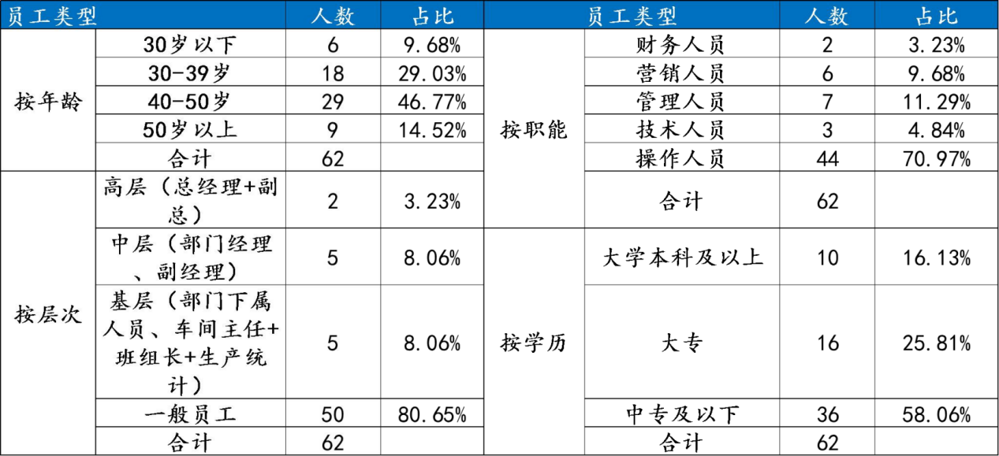 员工类型 人数 占比 员工类型 人数 占比
30岁以下 6 9.68% 财务人员 2 3.23%
30-39岁 18 29.03% 营销人员 6 9.68%
按年龄 40-50岁 29 46.77% 管理人员 7 11.29%
50岁以上 9 14.52% 按职能 技术人员 3 4.84%
合计 62 操作人员 44 70.97%
高层（总经理+副
总） 2 3.23% 合计 62
中层（部门经理
、副经理） 5 8.06% 大学本科及以上 10 16.13%
按层次 基层（部门下属
人员、车间主任+
班组长+生产统
计） 5 8.06% 按学历 大专 16 25.81%
一般员工 50 80.65% 中专及以下 36 58.06%
合计 62 合计 62